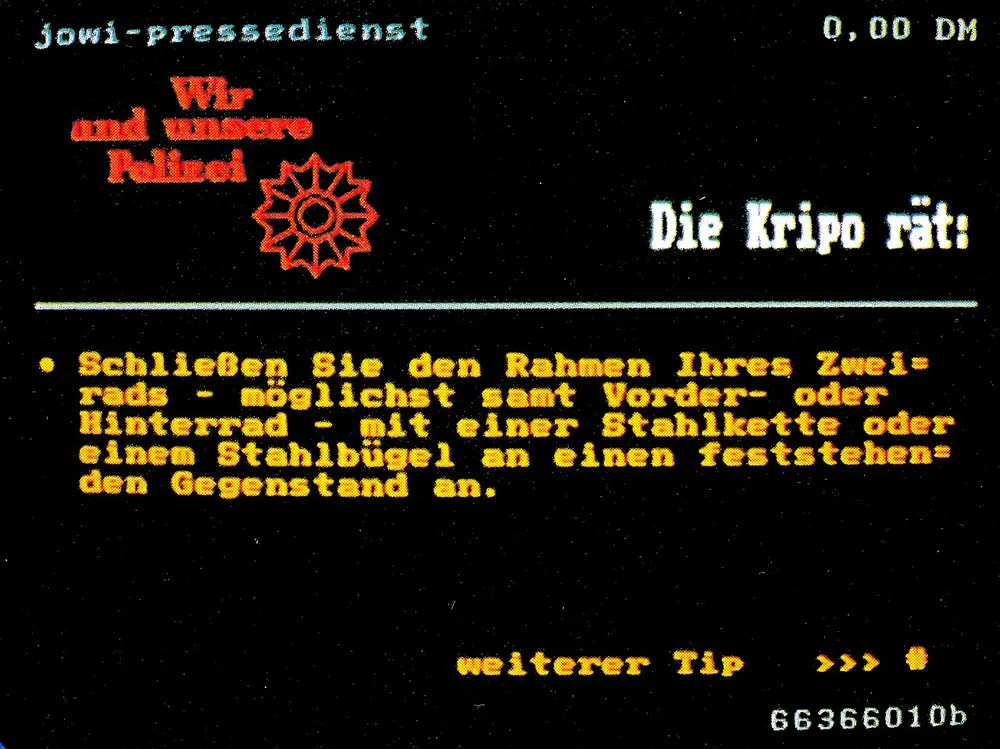 jowi-pressedienst 0,00 DM
Wir
und unsere
Polizei
Die Kripo rät:
• Schließen Sie den Rahmen Ihres Zwei=
rads - möglichst samt Vorder- oder
Hinterrad - mit einer Stahlkette oder
einem Stahlbügel an einen feststehen=
den Gegenstand an.
weiterer Tip >>> #
66366010b